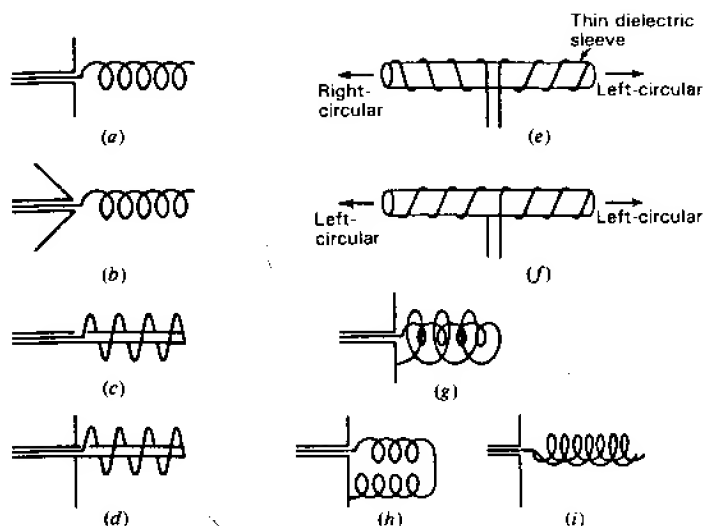 Thin dielectric
sleeve
Right-
circular
Left-circular
(a)
(e)
Left-
circular
Left-circular
(b)
(f)
(c)
(g)
(d)
(h)
(i)